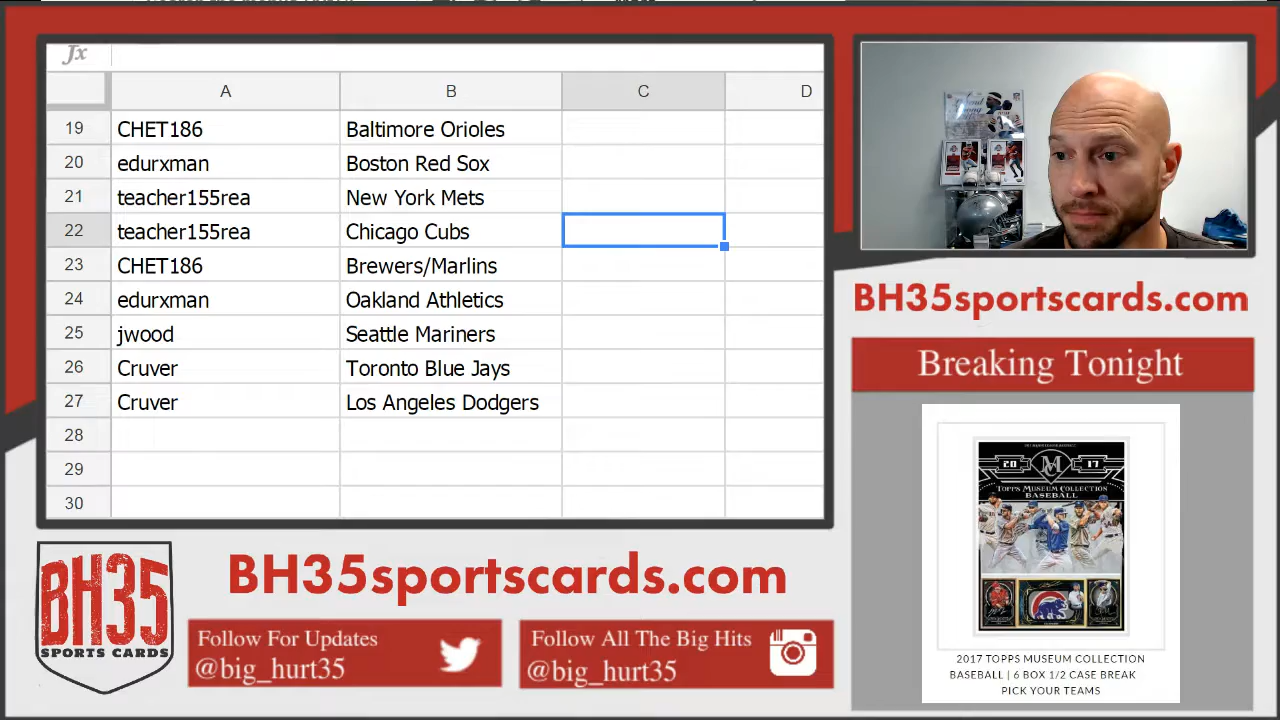 Jx
A B C D
19 CHET186 Baltimore Orioles
20 edurxman Boston Red Sox
21 teacher155rea New York Mets
22 teacher155rea Chicago Cubs
23 CHET186 Brewers/Marlins
24 edurxman Oakland Athletics
25 jwood Seattle Mariners
26 Cruver Toronto Blue Jays
27 Cruver Los Angeles Dodgers
28
29
30
BH35sportscards.com
Breaking Tonight
20 MC 17
TOPPS MUSEUM COLLECTION
BASEBALL
2017 TOPPS MUSEUM COLLECTION
BASEBALL | 6 BOX 1/2 CASE BREAK
PICK YOUR TEAMS
BH35
SPORTS CARDS
BH35sportscards.com
Follow For Updates
@big_hurt35
Follow All The Big Hits
@big_hurt35